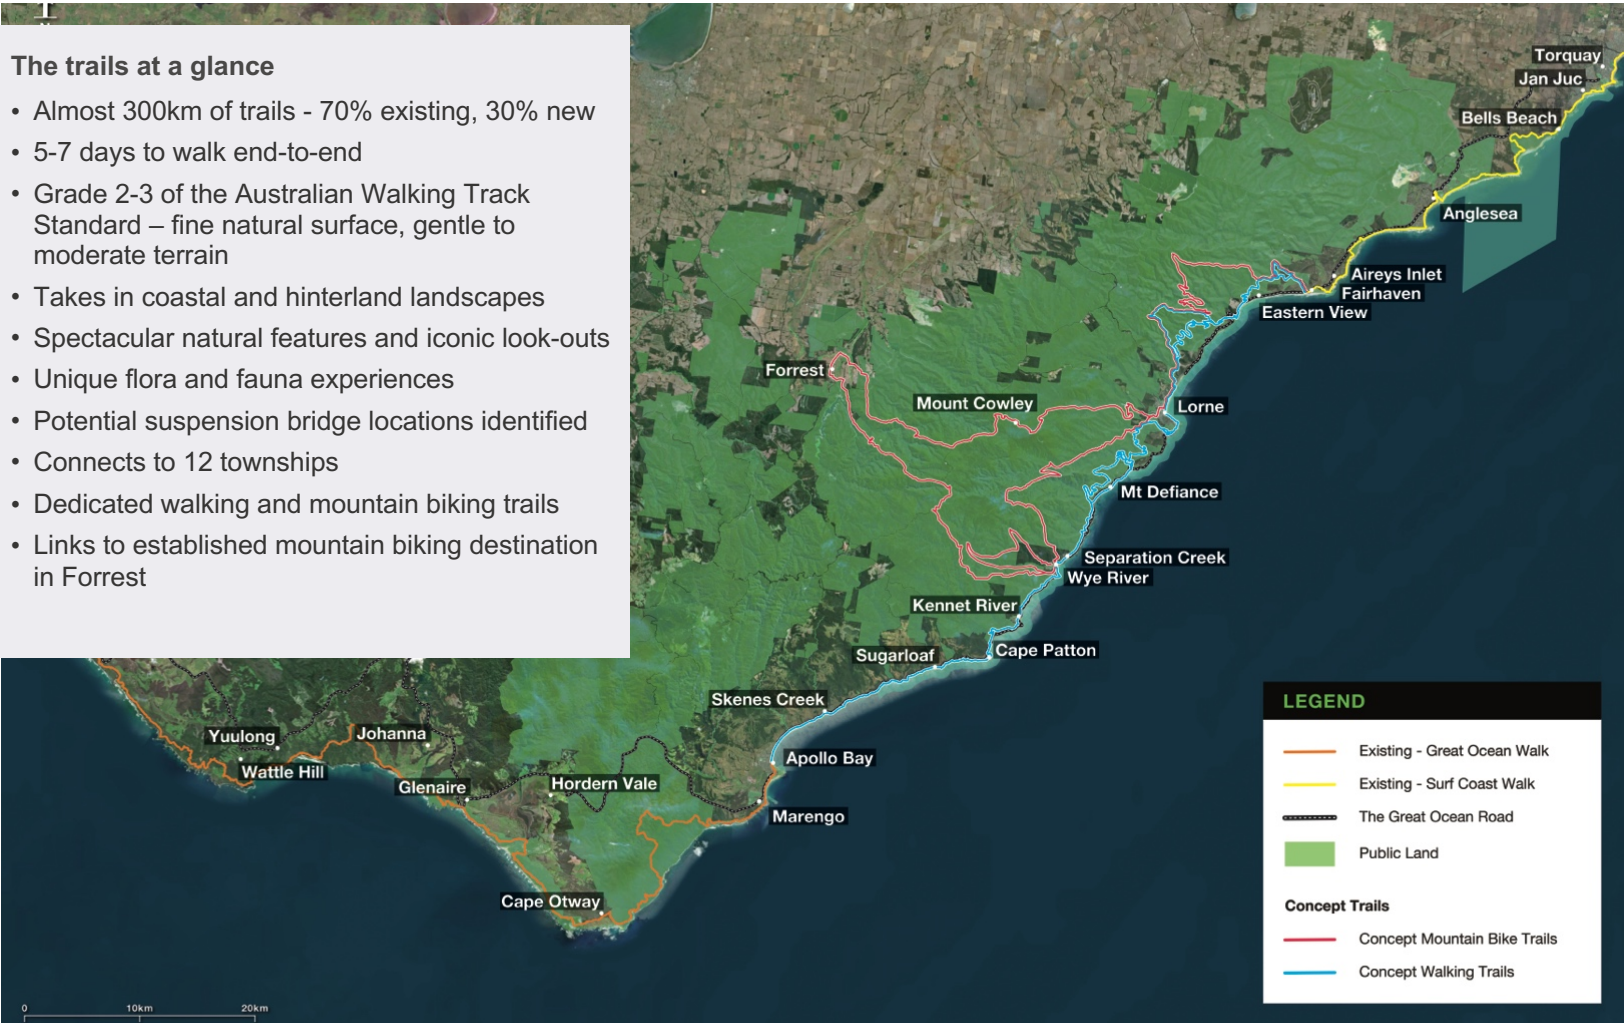 The trails at a glance
• Almost 300km of trails - 70% existing, 30% new
• 5-7 days to walk end-to-end
• Grade 2-3 of the Australian Walking Track
Standard – fine natural surface, gentle to
moderate terrain
• Takes in coastal and hinterland landscapes
• Spectacular natural features and iconic look-outs
• Unique flora and fauna experiences
• Potential suspension bridge locations identified
• Connects to 12 townships
• Dedicated walking and mountain biking trails
• Links to established mountain biking destination
in Forrest
Torquay
Jan Juc
Bells Beach
Anglesea
Aireys Inlet
Fairhaven
Eastern View
Forrest
Mount Cowley
Lorne
Mt Defiance
Separation Creek
Wye River
Kennet River
Cape Patton
Sugarloaf
Skenes Creek
Apollo Bay
Marengo
Yuulong
Johanna
Wattle Hill
Glenaire
Hordern Vale
Cape Otway
LEGEND
Existing - Great Ocean Walk
Existing - Surf Coast Walk
The Great Ocean Road
Public Land
Concept Trails
Concept Mountain Bike Trails
Concept Walking Trails
0 10km 20km